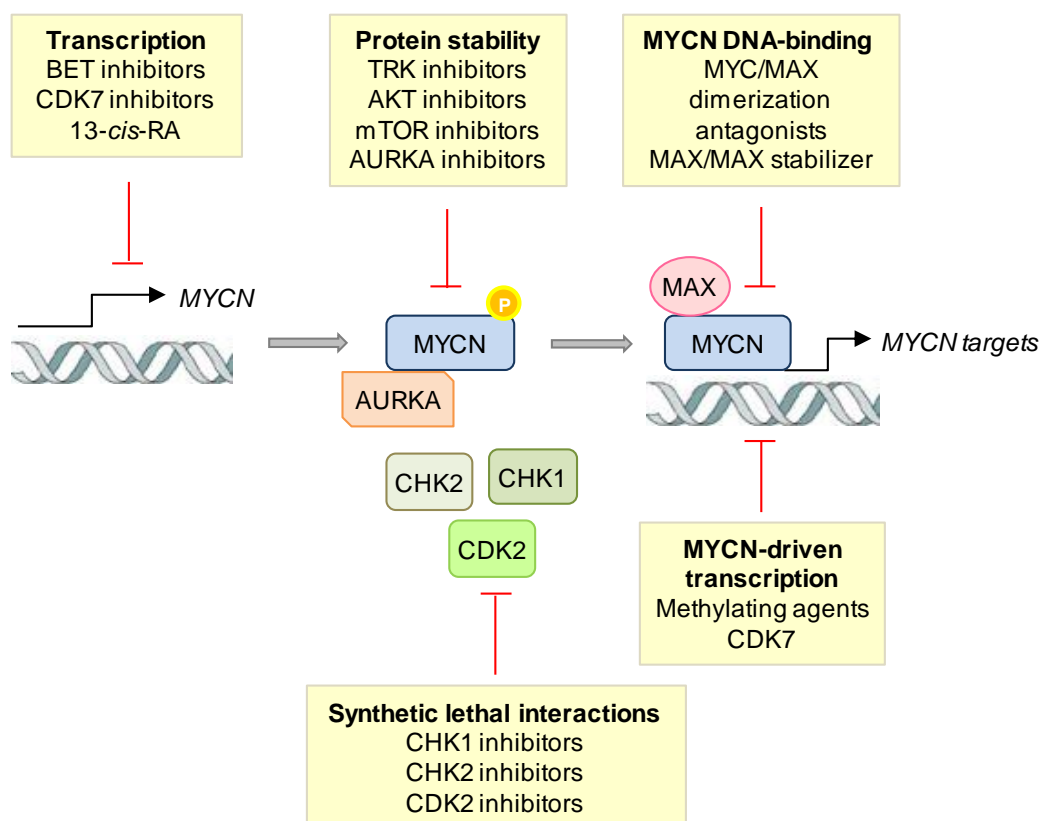 Transcription
BET inhibitors
CDK7 inhibitors
13-cis-RA
Protein stability
TRK inhibitors
AKT inhibitors
mTOR inhibitors
AURKA inhibitors
MYCN DNA-binding
MYC/MAX
dimerization
antagonists
MAX/MAX stabilizer
MYCN
P
MYCN
AURKA
MAX
MYCN
MYCN targets
CHK2
CHK1
CDK2
MYCN-driven
transcription
Methylating agents
CDK7
Synthetic lethal interactions
CHK1 inhibitors
CHK2 inhibitors
CDK2 inhibitors